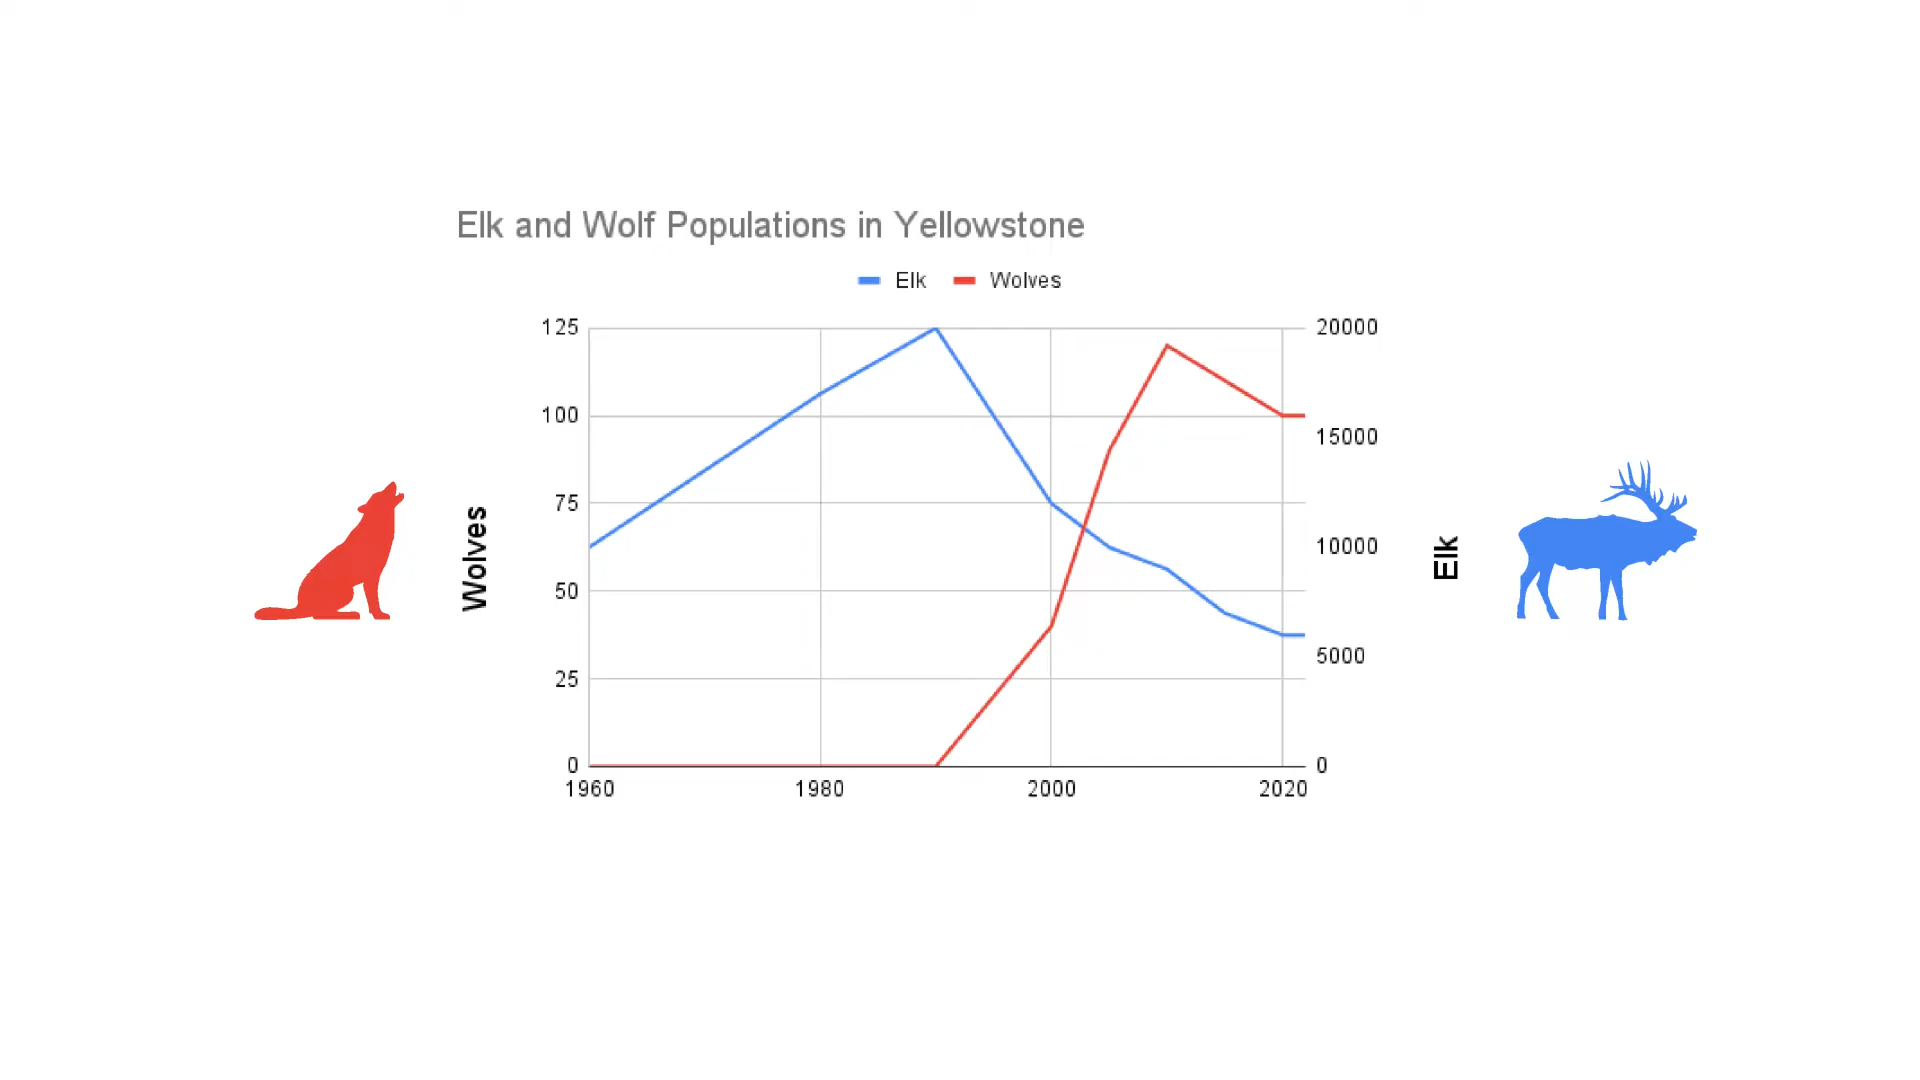 Elk and Wolf Populations in Yellowstone
Elk Wolves
125 20000
100
15000
75
Wolves
10000
Elk
50
5000
25
0 0
1960 1980 2000 2020